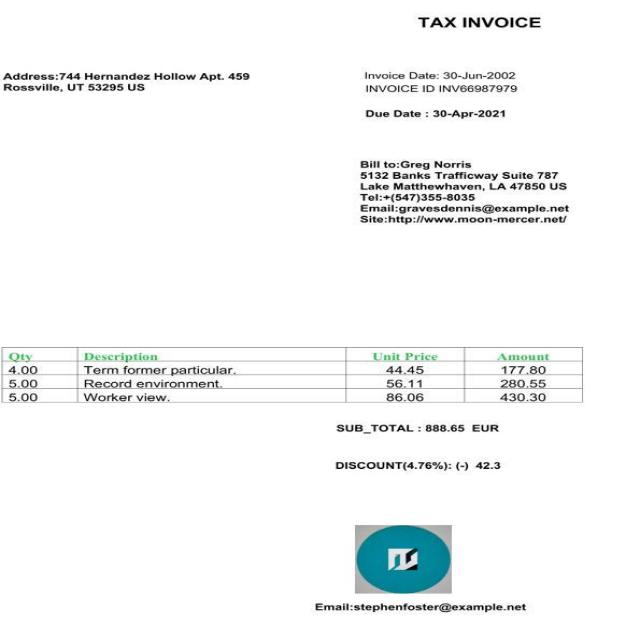 TAX INVOICE
Address:744 Hernandez Hollow Apt. 459
Rossville, UT 53295 US
Invoice Date: 30-Jun-2002
INVOICE ID INV66987979
Due Date : 30-Apr-2021
Bill to:Greg Norris
5132 Banks Trafficway Suite 787
Lake Matthewhaven, LA 47850 US
Tel:+(547)355-8035
Email:gravesdennis@example.net
Site:http://www.moon-mercer.net/
Qty Description Unit Price Amount
4.00 Term former particular. 44.45 177.80
5.00 Record environment. 56.11 280.55
5.00 Worker view. 86.06 430.30
SUB_TOTAL : 888.65 EUR
DISCOUNT(4.76%): (-) 42.3
Email:stephenfoster@example.net